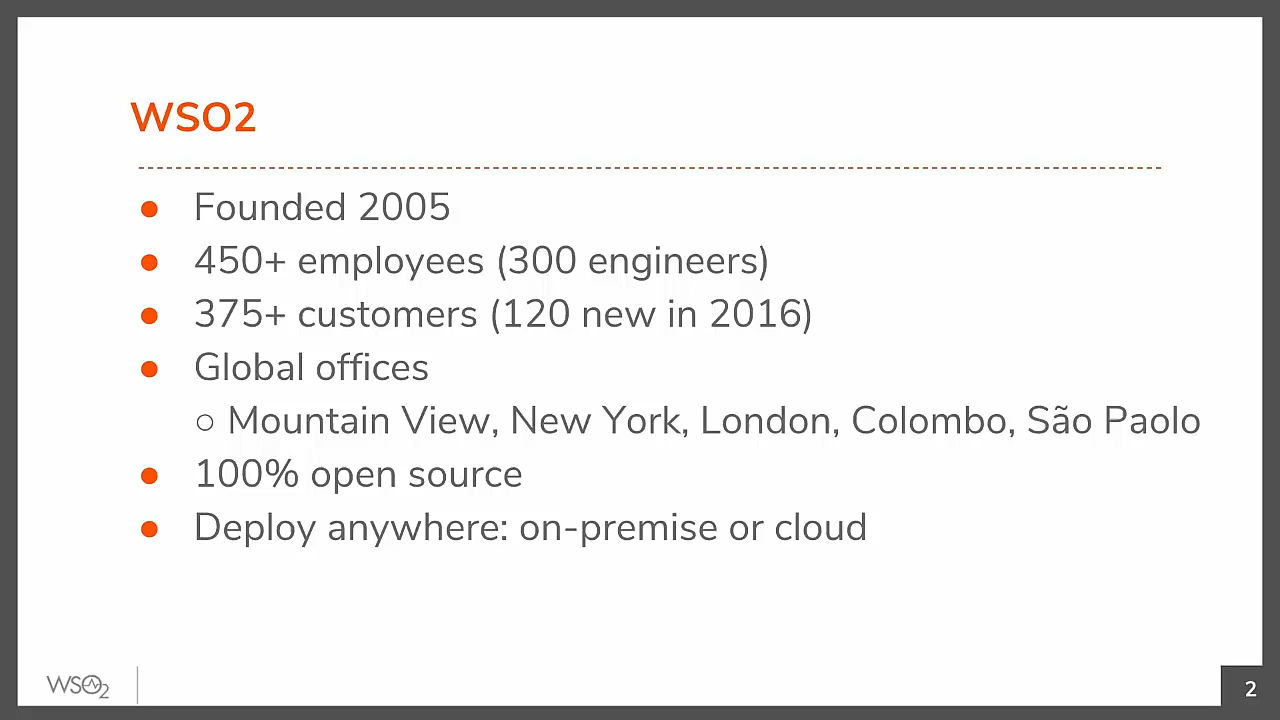 WSO2
● Founded 2005
● 450+ employees (300 engineers)
● 375+ customers (120 new in 2016)
● Global offices
○ Mountain View, New York, London, Colombo, São Paolo
● 100% open source
● Deploy anywhere: on-premise or cloud
WSO2
2